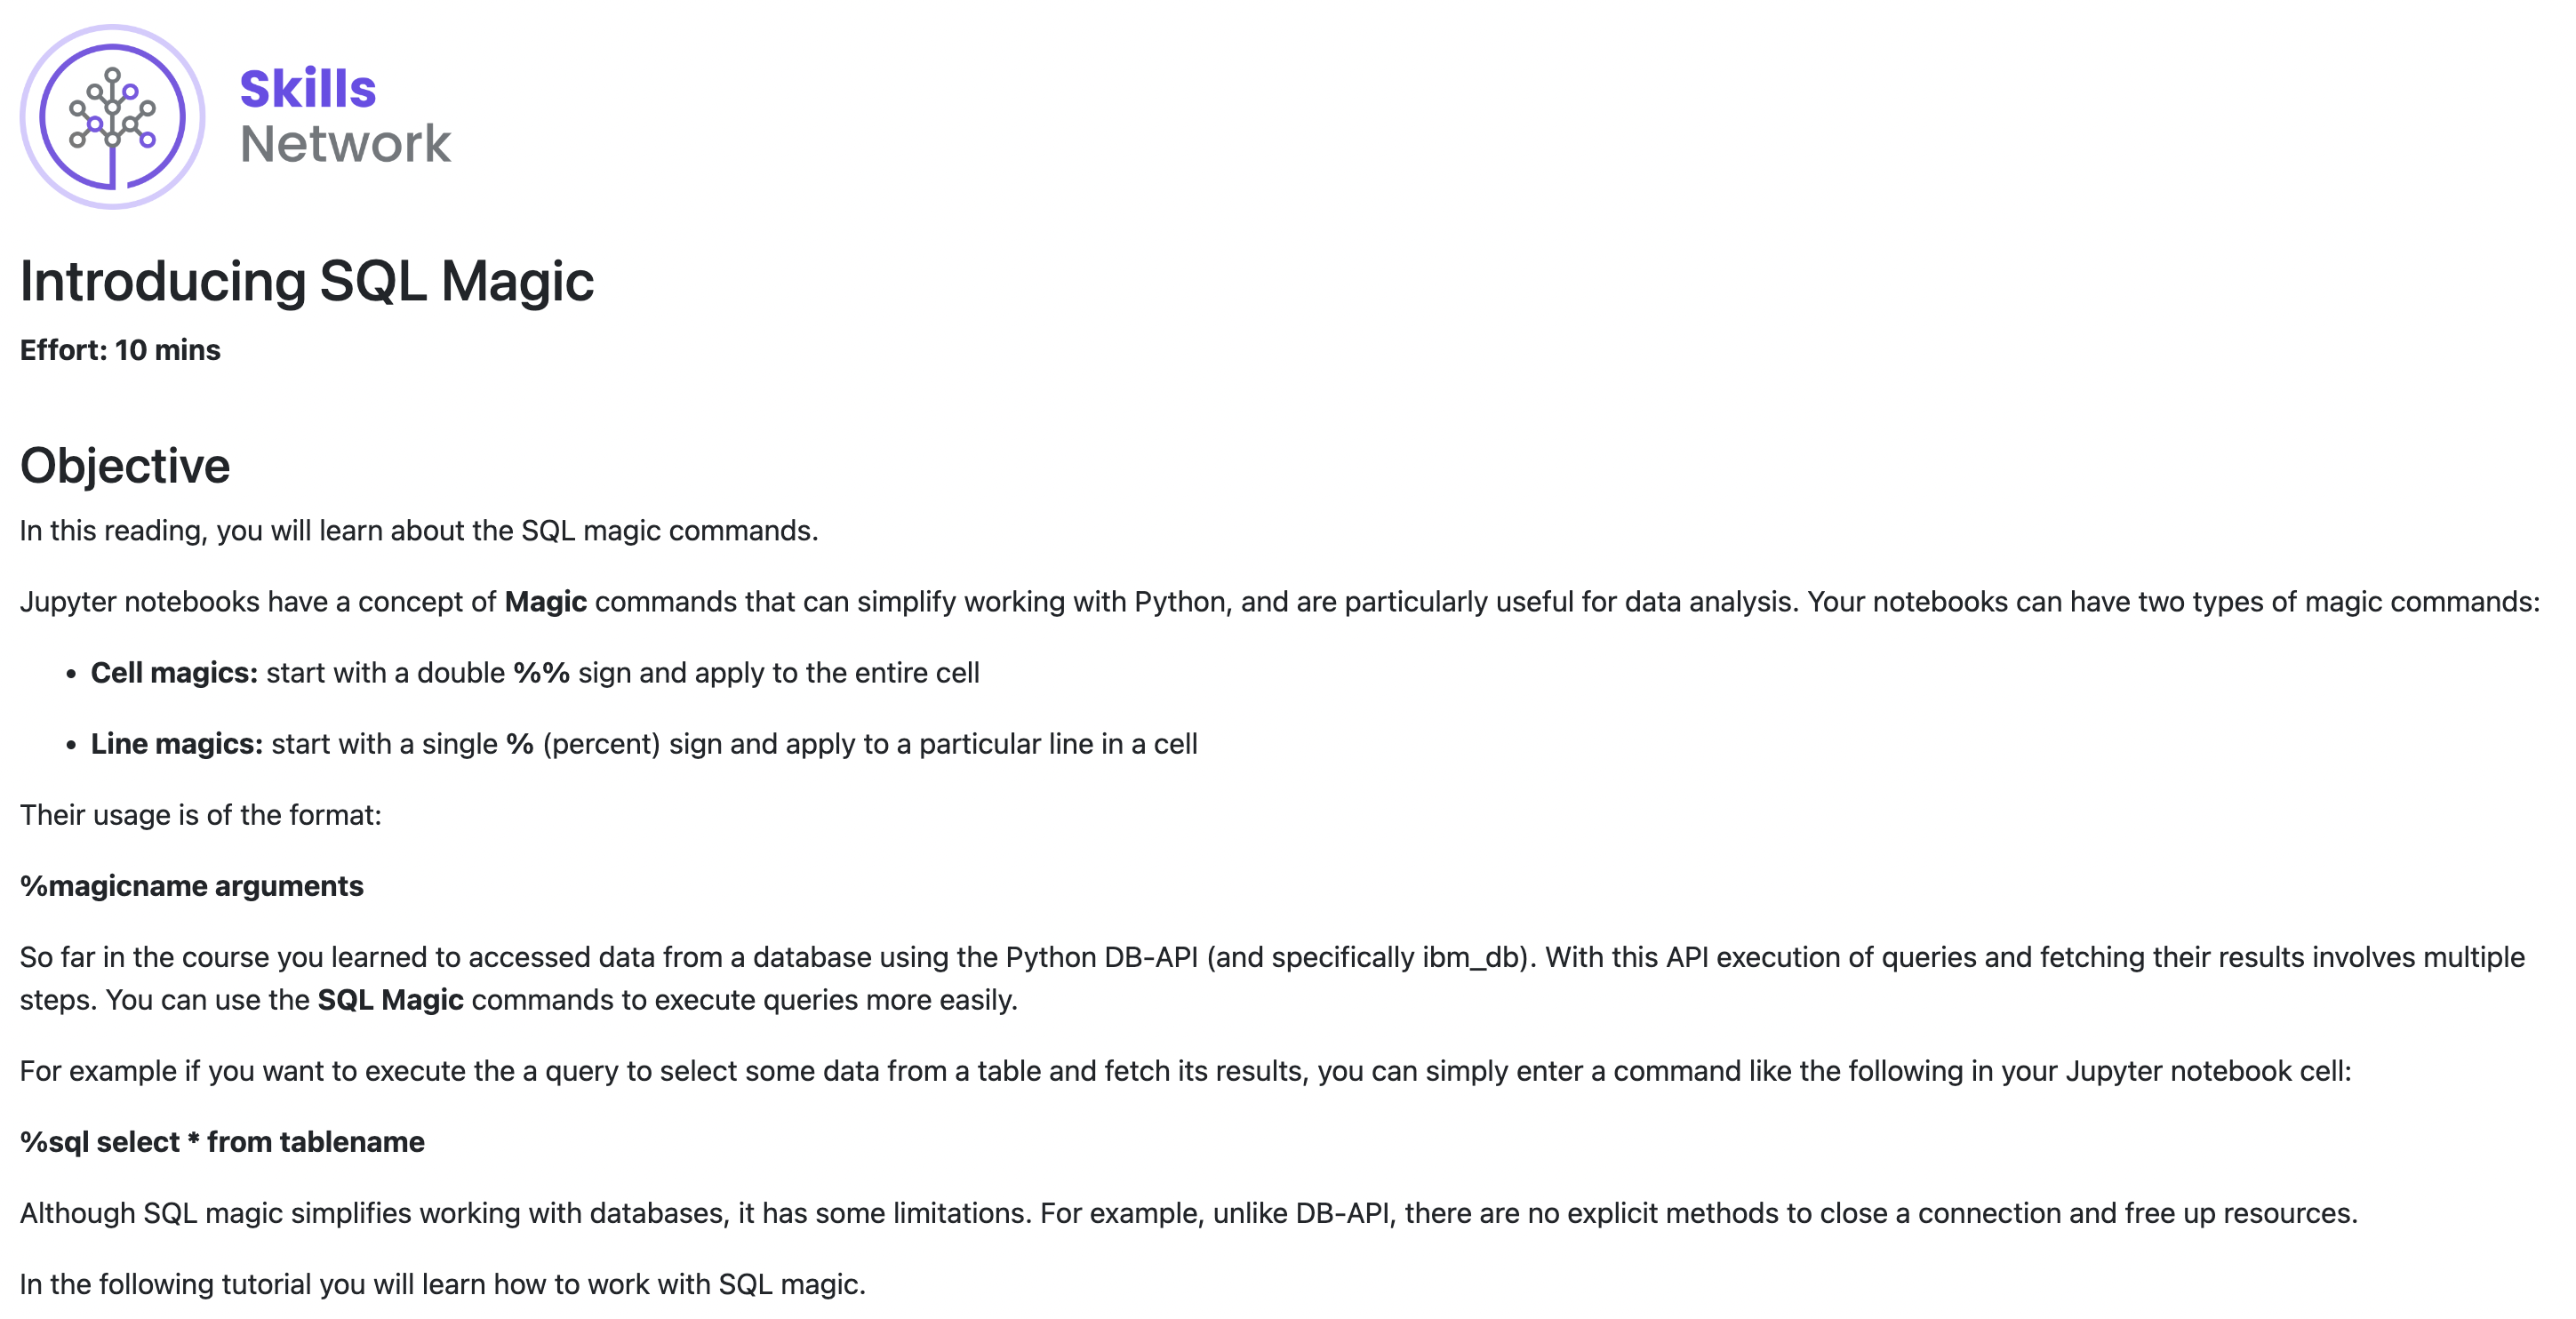 Skills
Network
Introducing SQL Magic
Effort: 10 mins
Objective
In this reading, you will learn about the SQL magic commands.
Jupyter notebooks have a concept of Magic commands that can simplify working with Python, and are particularly useful for data analysis. Your notebooks can have two types of magic commands:
• Cell magics: start with a double %% sign and apply to the entire cell
• Line magics: start with a single % (percent) sign and apply to a particular line in a cell
Their usage is of the format:
%magicname arguments
So far in the course you learned to accessed data from a database using the Python DB-API (and specifically ibm_db). With this API execution of queries and fetching their results involves multiple
steps. You can use the SQL Magic commands to execute queries more easily.
For example if you want to execute the a query to select some data from a table and fetch its results, you can simply enter a command like the following in your Jupyter notebook cell:
%sql select * from tablename
Although SQL magic simplifies working with databases, it has some limitations. For example, unlike DB-API, there are no explicit methods to close a connection and free up resources.
In the following tutorial you will learn how to work with SQL magic.